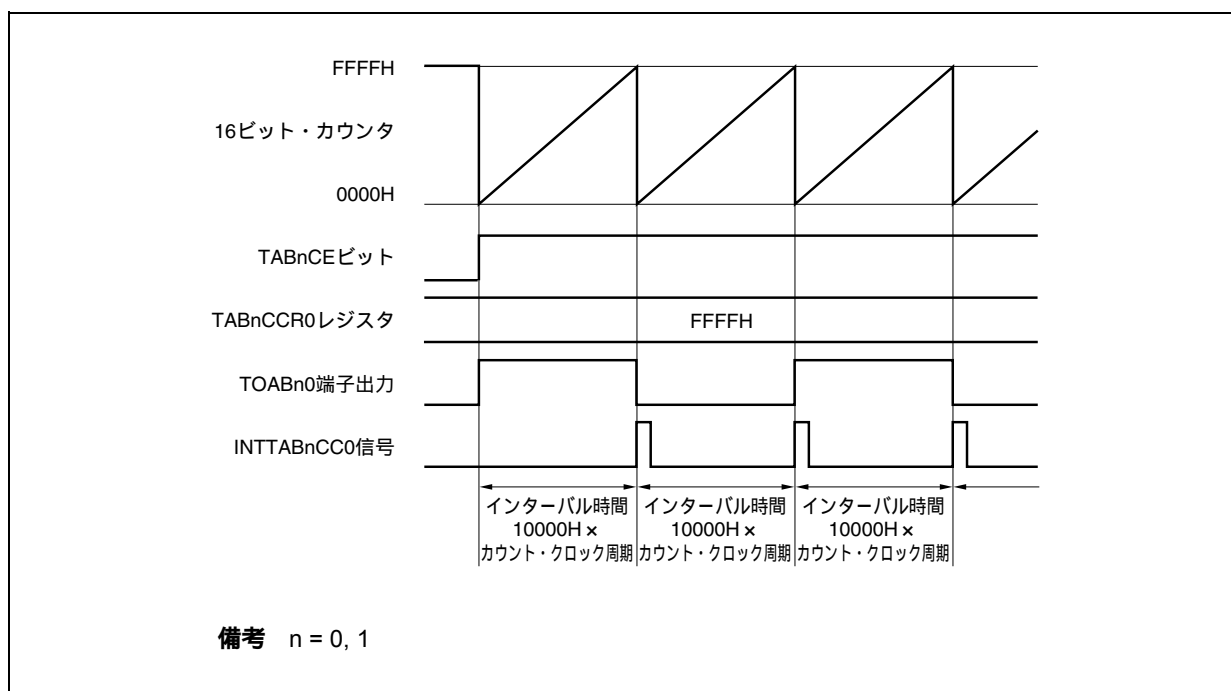 FFFFH
16ビット・カウンタ
0000H
TABnCEビット
TABnCCR0レジスタ
FFFFH
TOABn0端子出力
INTTABnCC0信号
インターバル時間
10000H×
カウント・クロック周期
インターバル時間
10000H×
カウント・クロック周期
インターバル時間
10000H×
カウント・クロック周期
備考 n = 0, 1